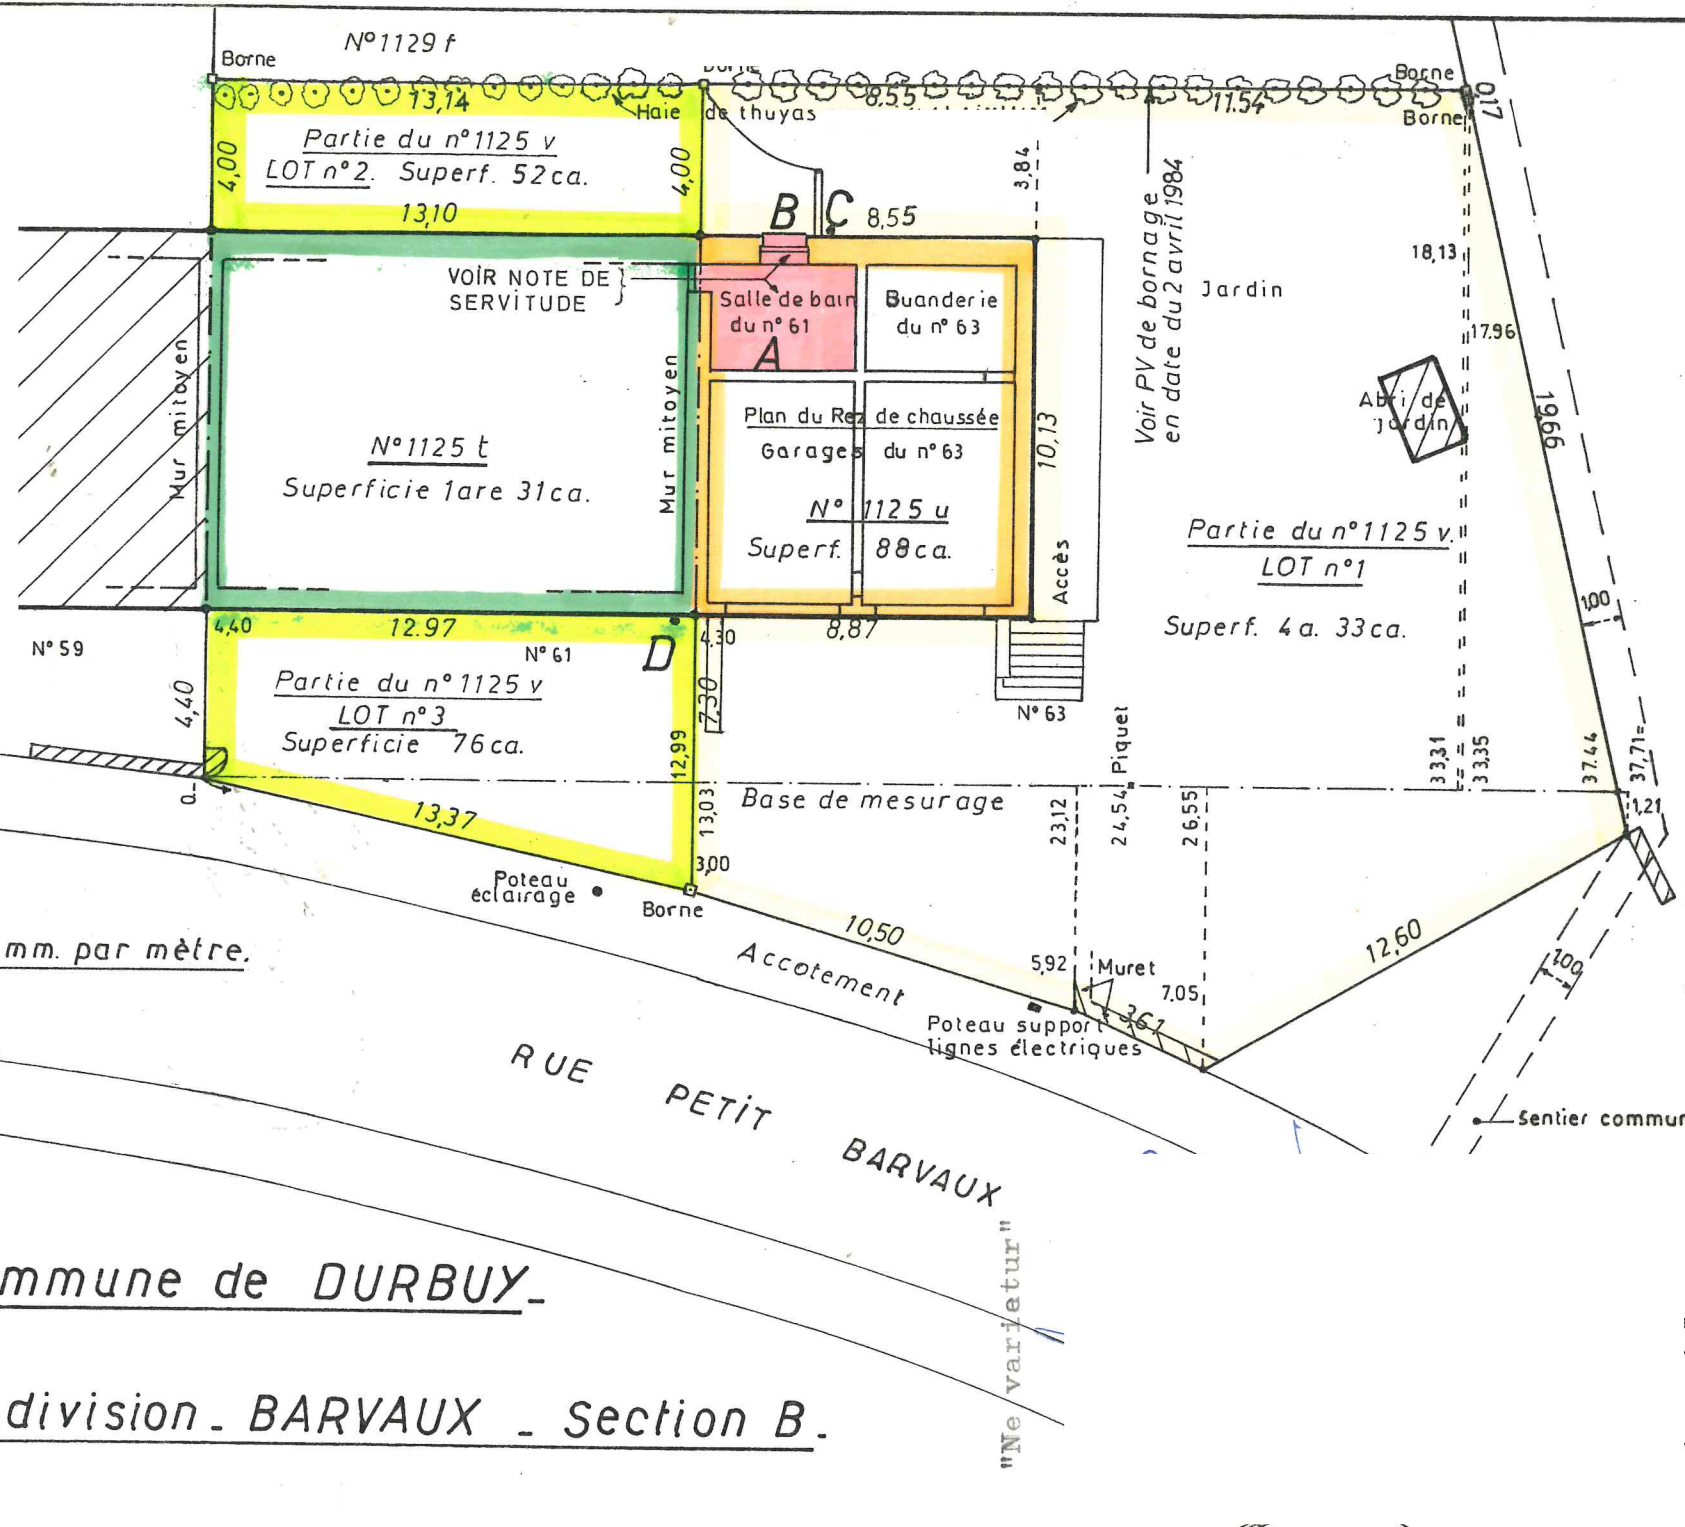 N° 1129 f
Borne
Borne
13,14
8.55
11.54
0,17
Haie de thuyas
Borne
Partie du n° 1125 v
LOT n° 2. Superf. 52 ca.
4,00
4,00
3,84
13,10
B C 8,55
Voir PV de bornage
en date du 2 avril 1984
18,13
VOIR NOTE DE
SERVITUDE
Salle de bain
du n° 61
A
Buanderie
du n° 63
Jardin
17.96
Mur mitoyen
Mur mitoyen
Abri de
jardin
19,66
Plan du Rez de chaussée
Garages du n° 63
10,13
N° 1125 t
Superficie 1are 31ca.
N° 1125 u
Superf. 88ca.
Accès
Partie du n° 1125 v.
LOT n° 1
Superf. 4a. 33ca.
1,00
4,40
12.97
4,30
8,87
N° 59
N° 61
D
Partie du n° 1125 v
LOT n° 3
Superficie 76 ca.
4,40
7,30
N° 63
12,99
13,03
Piquet
33,31
33,35
37.44
37,71=
a
Base de mesurage
23,12
24,54
26,55
1,21
13,37
3,00
Poteau
éclairage
Borne
10,50
12,60
mm. par mètre.
Accotement
5,92
Muret
7.05
3,61
1,00
Poteau support
lignes électriques
RUE PETIT BARVAUX
Sentier commun
"Ne varietur"
mmune de DURBUY-
division - BARVAUX - Section B-